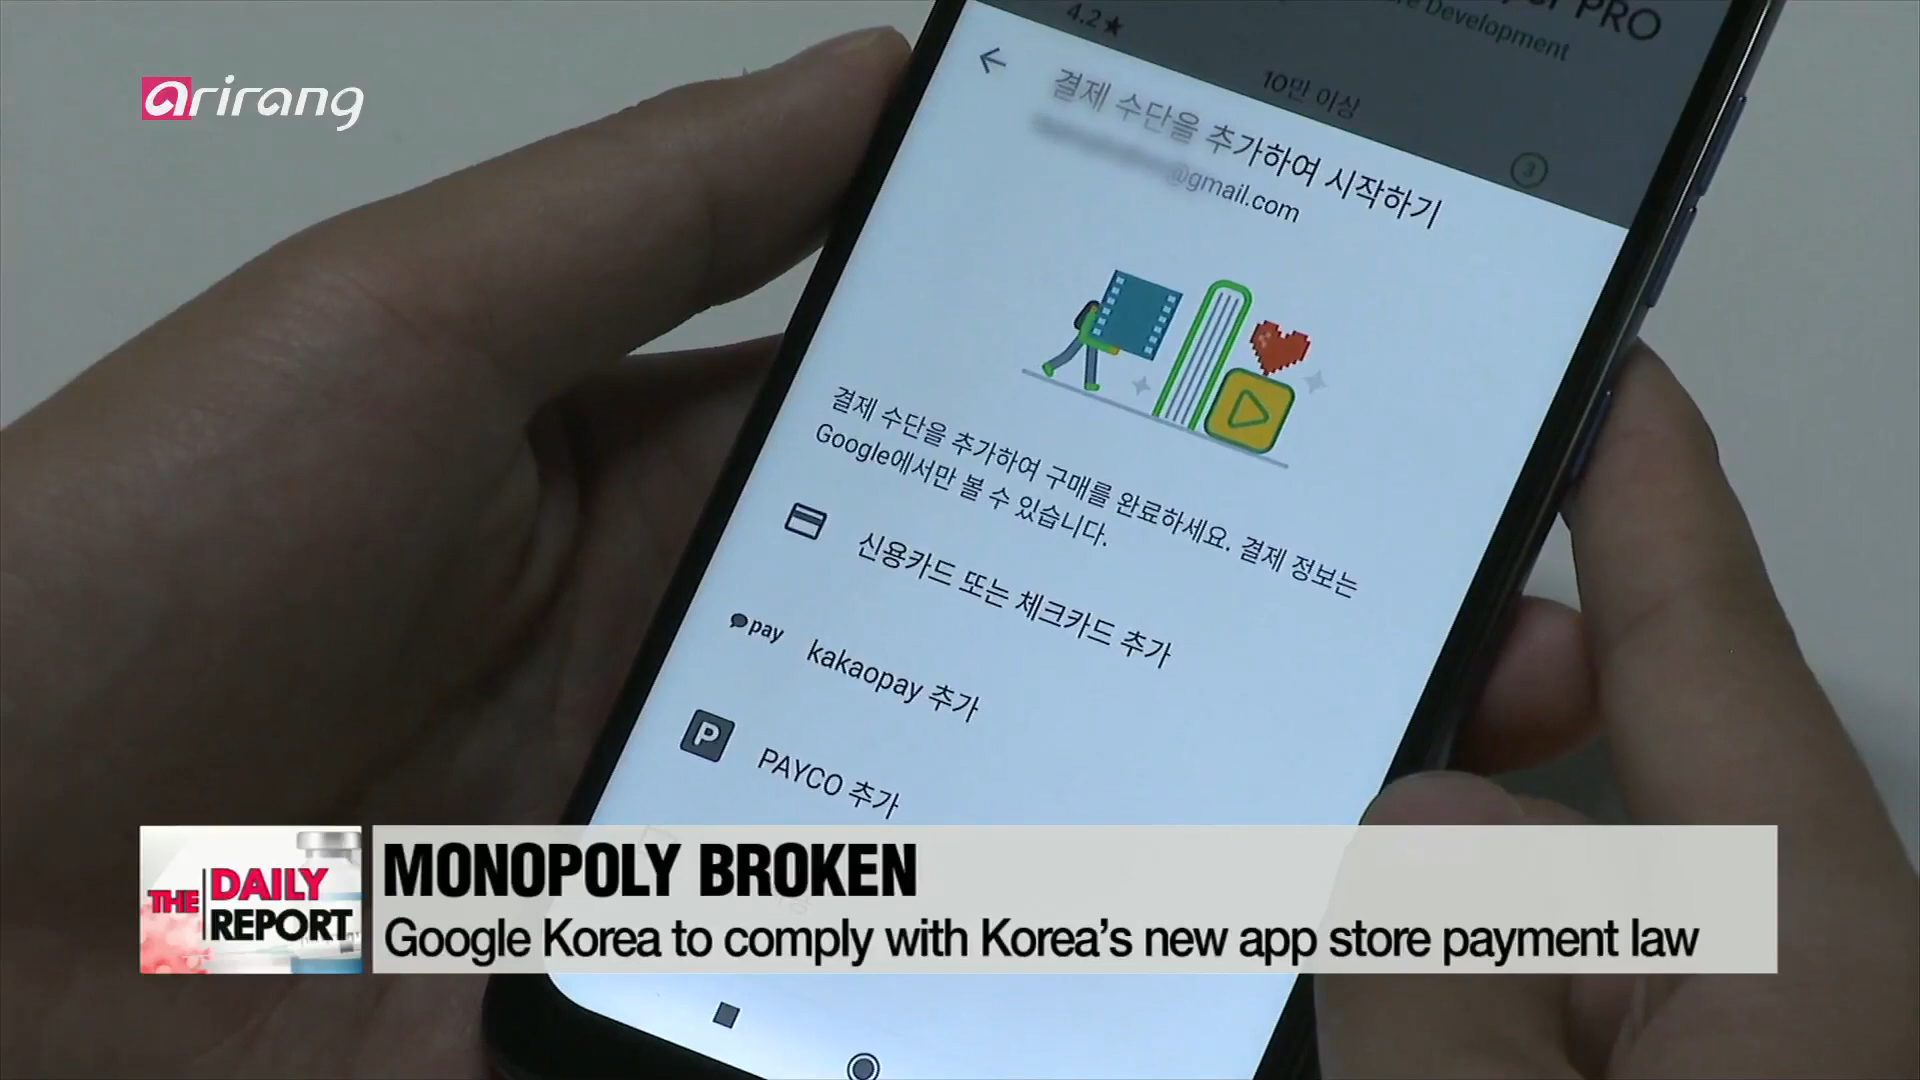 arirang
PRO
re Development
4.2★
10만 이상
3
결제 수단을 추가하여 시작하기
@gmail.com
결제 수단을 추가하여 구매를 완료하세요. 결제 정보는
Google에서만 볼 수 있습니다.
신용카드 또는 체크카드 추가
pay kakaopay 추가
P PAYCO 추가
THE DAILY REPORT
MONOPOLY BROKEN
Google Korea to comply with Korea's new app store payment law